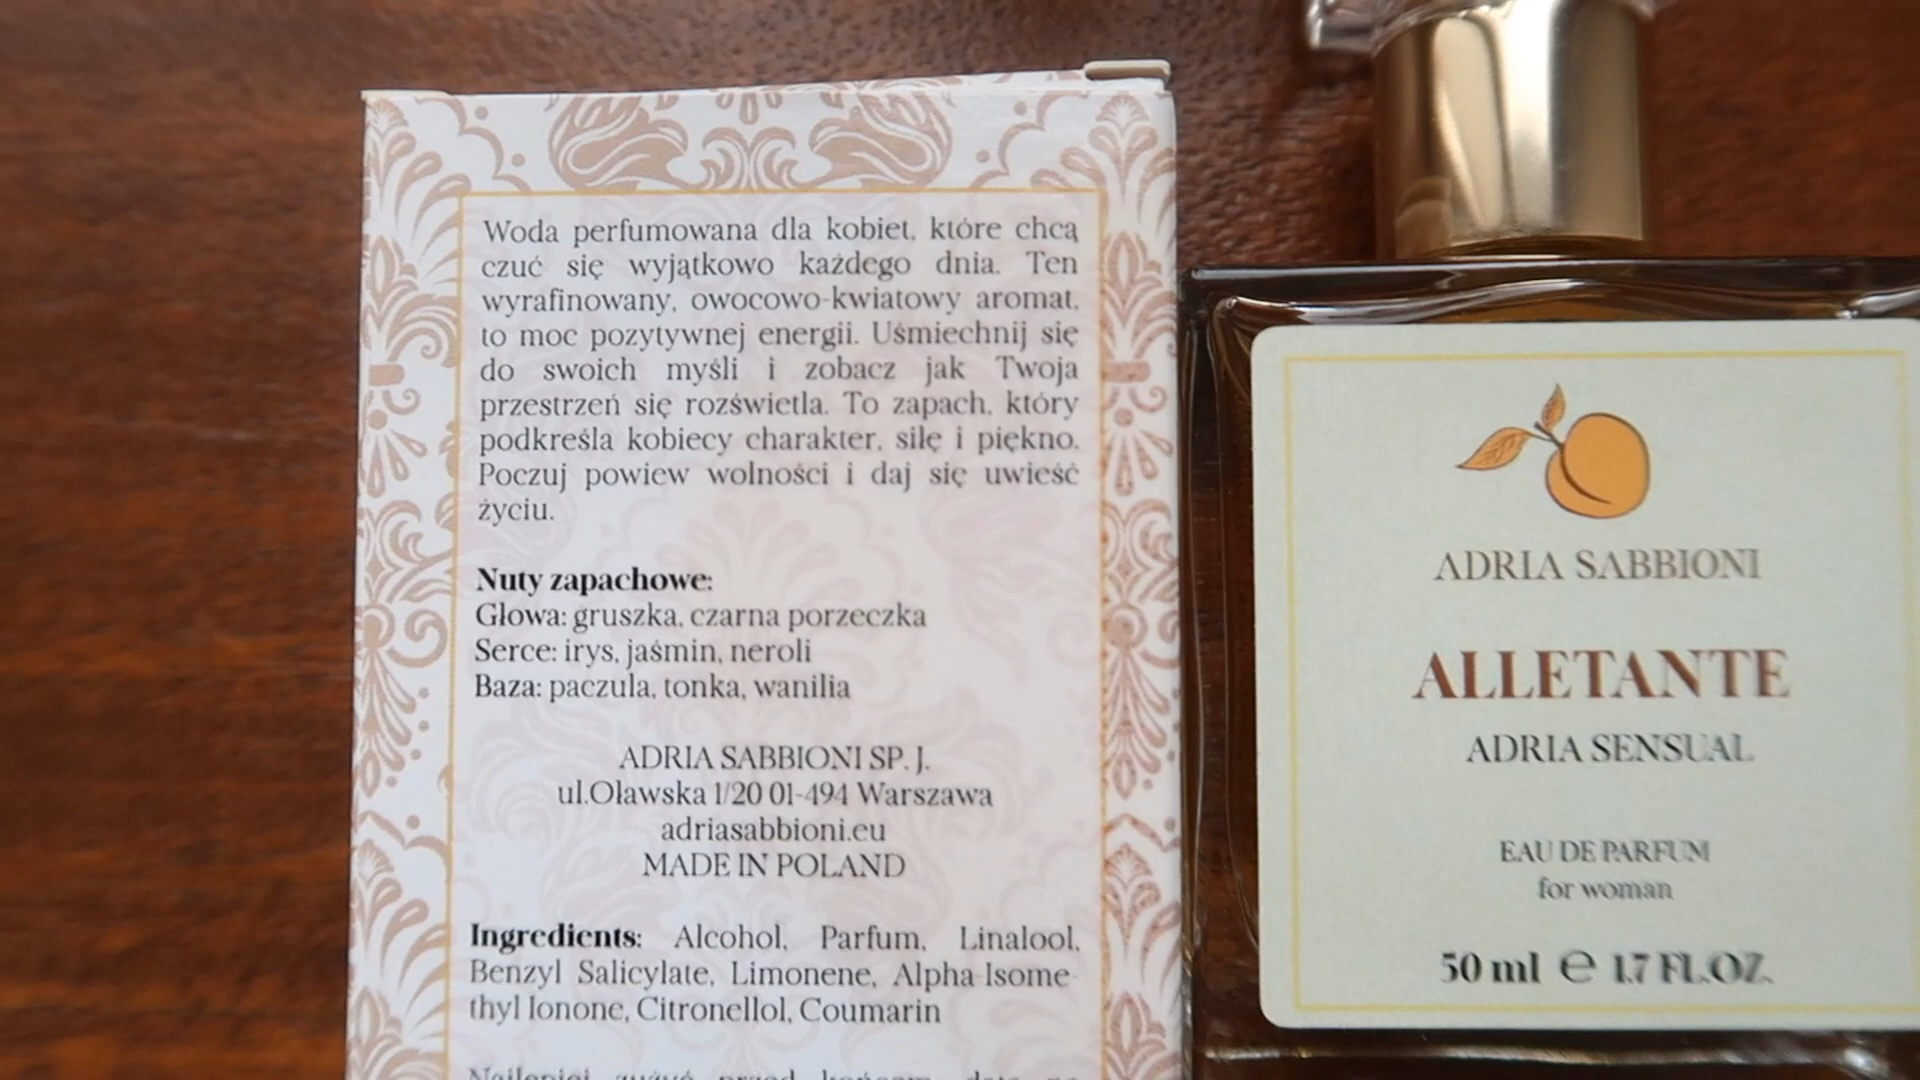 Woda perfumowana dla kobiet, które chcą
czuć się wyjątkowo każdego dnia. Ten
wyrafinowany, owocowo-kwiatowy aromat,
to moc pozytywnej energii. Uśmiechnij się
do swoich myśli i zobacz jak Twoja
przestrzeń się rozświetla. To zapach, który
podkreśla kobiecy charakter, siłę i piękno.
Poczuj powiew wolności i daj się uwieść
życiu.
Nuty zapachowe:
Głowa: gruszka, czarna porzeczka
Serce: irys, jaśmin, neroli
Baza: paczula, tonka, wanilia
ADRIA SABBIONI SP. J.
ul.Oławska 1/20 01-494 Warszawa
adriasabbioni.eu
MADE IN POLAND
Ingredients: Alcohol, Parfum, Linalool,
Benzyl Salicylate, Limonene, Alpha-Isome-
thyl Ionone, Citronellol, Coumarin
ADRIA SABBIONI
ALLETANTE
ADRIA SENSUAL
EAU DE PARFUM
for woman
50 ml ℮ 1.7 FL.OZ.